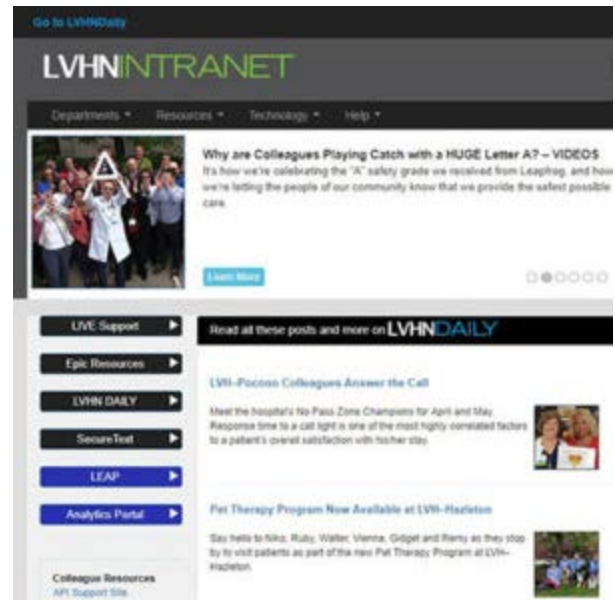 Go to LVHNDaily
LVHNINTRANET
Departments Resources Technology Help
Why are Colleagues Playing Catch with a HUGE Letter A? – VIDEOS
It's how we're celebrating the "A" safety grade we received from Leapfrog, and how
we're letting the people of our community know that we provide the safest possible
care.
Learn More
LIVE Support
Epic Resources
LVHN DAILY
SecureText
LEAP
Analytics Portal
Colleague Resources
API Support Site
Read all these posts and more on LVHNDAILY
LVH–Pocono Colleagues Answer the Call
Meet the hospital's No Pass Zone Champions for April and May.
Response time to a call light is one of the most highly correlated factors
to a patient's overall satisfaction with his/her stay.
Pet Therapy Program Now Available at LVH–Hazleton
Say hello to Niko, Ruby, Walter, Vienna, Gidget and Remy as they stop
by to visit patients as part of the new Pet Therapy Program at LVH–
Hazleton.